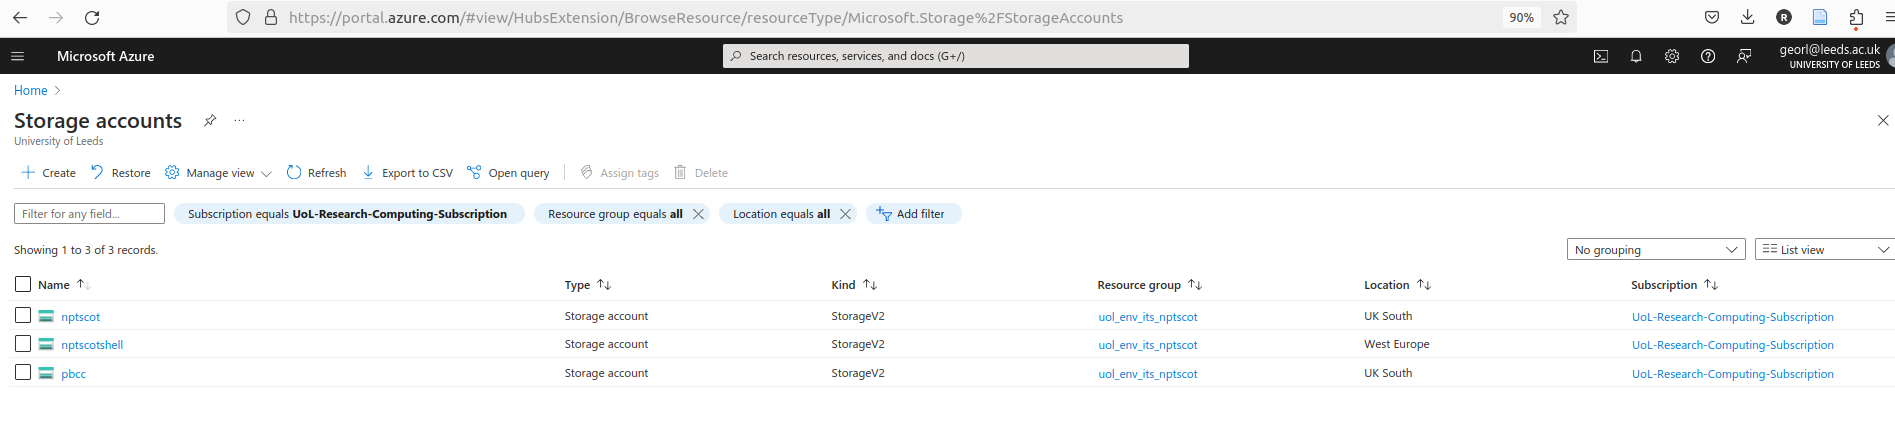 https://portal.azure.com/#view/HubsExtension/BrowseResource/resourceType/Microsoft.Storage%2FStorageAccounts 90% R
Microsoft Azure Search resources, services, and docs (G+/) georl@leeds.ac.uk
UNIVERSITY OF LEEDS
Home
Storage accounts ...
University of Leeds
Create Restore Manage view Refresh Export to CSV Open query Assign tags Delete
Filter for any field... Subscription equals UoL-Research-Computing-Subscription Resource group equals all Location equals all Add filter
Showing 1 to 3 of 3 records. No grouping List view
Name Type Kind Resource group Location Subscription
nptscot Storage account StorageV2 uol_env_its_nptscot UK South UoL-Research-Computing-Subscription
nptscotshell Storage account StorageV2 uol_env_its_nptscot West Europe UoL-Research-Computing-Subscription
pbcc Storage account StorageV2 uol_env_its_nptscot UK South UoL-Research-Computing-Subscription